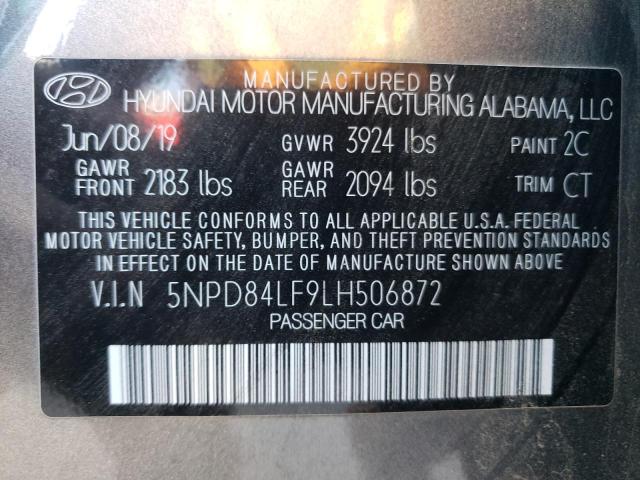 MANUFACTURED BY
HYUNDAI MOTOR MANUFACTURING ALABAMA, LLC
Jun/08/19 GVWR 3924 lbs PAINT 2C
GAWR FRONT 2183 lbs GAWR REAR 2094 lbs TRIM CT
THIS VEHICLE CONFORMS TO ALL APPLICABLE U.S.A. FEDERAL
MOTOR VEHICLE SAFETY, BUMPER, AND THEFT PREVENTION STANDARDS
IN EFFECT ON THE DATE OF MANUFACTURE SHOWN ABOVE.
V.I.N 5NPD84LF9LH506872
PASSENGER CAR